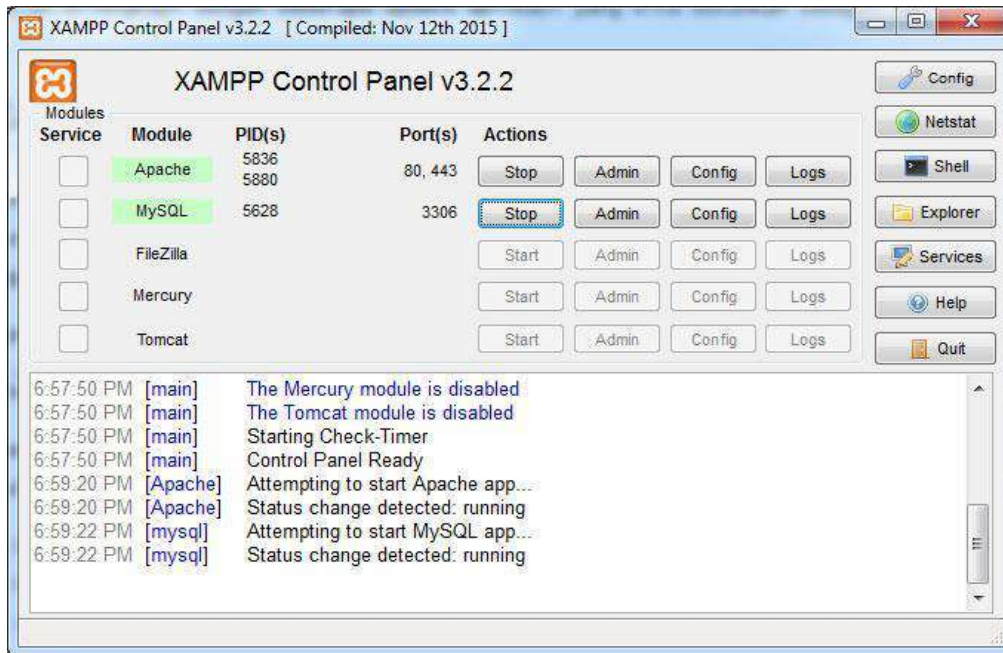 XAMPP Control Panel v3.2.2 [ Compiled: Nov 12th 2015 ]
XAMPP Control Panel v3.2.2
Modules
Service Module PID(s) Port(s) Actions
Apache 5836 5880 80, 443 Stop Admin Config Logs
MySQL 5628 3306 Stop Admin Config Logs
FileZilla Start Admin Config Logs
Mercury Start Admin Config Logs
Tomcat Start Admin Config Logs
Config
Netstat
Shell
Explorer
Services
Help
Quit
6:57:50 PM [main] The Mercury module is disabled
6:57:50 PM [main] The Tomcat module is disabled
6:57:50 PM [main] Starting Check-Timer
6:57:50 PM [main] Control Panel Ready
6:59:20 PM [Apache] Attempting to start Apache app...
6:59:20 PM [Apache] Status change detected: running
6:59:22 PM [mysql] Attempting to start MySQL app...
6:59:22 PM [mysql] Status change detected: running